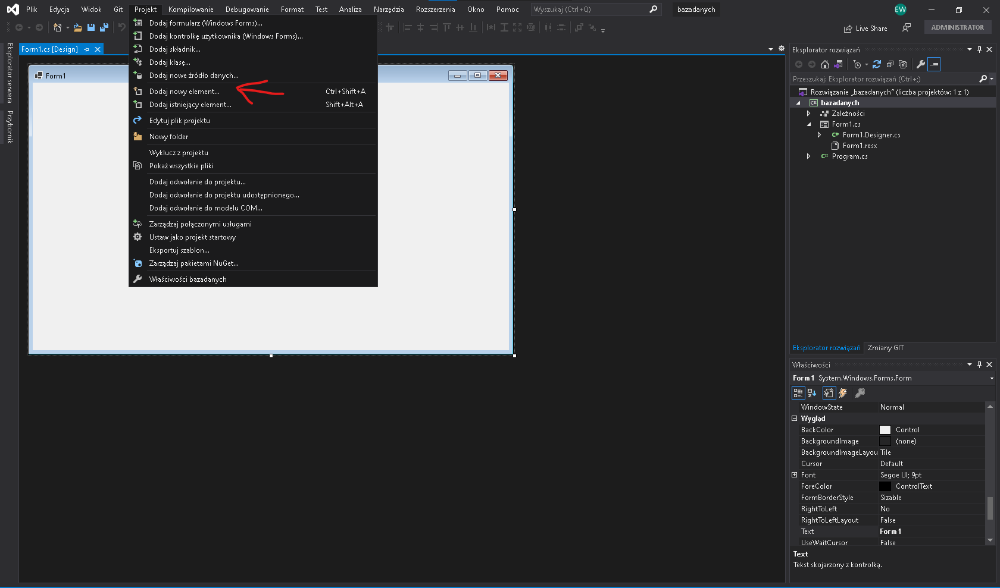 Plik Edycja Widok Git Projekt Kompilowanie Debugowanie Format Test Analiza Narzędzia Rozszerzenia Okno Pomoc Wyszukaj (Ctrl+Q) bazadanych EW
Live Share ADMINISTRATOR
Eksplorator serwera
Przybornik
Form1.cs [Design]
Form1
Dodaj formularz (Windows Forms)...
Dodaj kontrolkę użytkownika (Windows Forms)...
Dodaj składnik...
Dodaj klasę...
Dodaj nowe źródło danych...
Dodaj nowy element... Ctrl+Shift+A
Dodaj istniejący element... Shift+Alt+A
Edytuj plik projektu
Nowy folder
Wyklucz z projektu
Pokaż wszystkie pliki
Dodaj odwołanie do projektu...
Dodaj odwołanie do projektu udostępnionego...
Dodaj odwołanie do modelu COM...
Zarządzaj połączonymi usługami
Ustaw jako projekt startowy
Eksportuj szablon...
Zarządzaj pakietami NuGet...
Właściwości bazadanych
Eksplorator rozwiązań
Przeszukaj: Eksplorator rozwiązań (Ctrl+;)
Rozwiązanie „bazadanych” (liczba projektów: 1 z 1)
C# bazadanych
Zależności
Form1.cs
C# Form1.Designer.cs
Form1.resx
C# Program.cs
Eksplorator rozwiązań Zmiany GIT
Właściwości
Form1 System.Windows.Forms.Form
WindowState Normal
Wygląd
BackColor Control
BackgroundImage (none)
BackgroundImageLayou Tile
Cursor Default
Font Segoe UI; 9pt
ForeColor ControlText
FormBorderStyle Sizable
RightToLeft No
RightToLeftLayout False
Text Form1
UseWaitCursor False
Text
Tekst skojarzony z kontrolką.